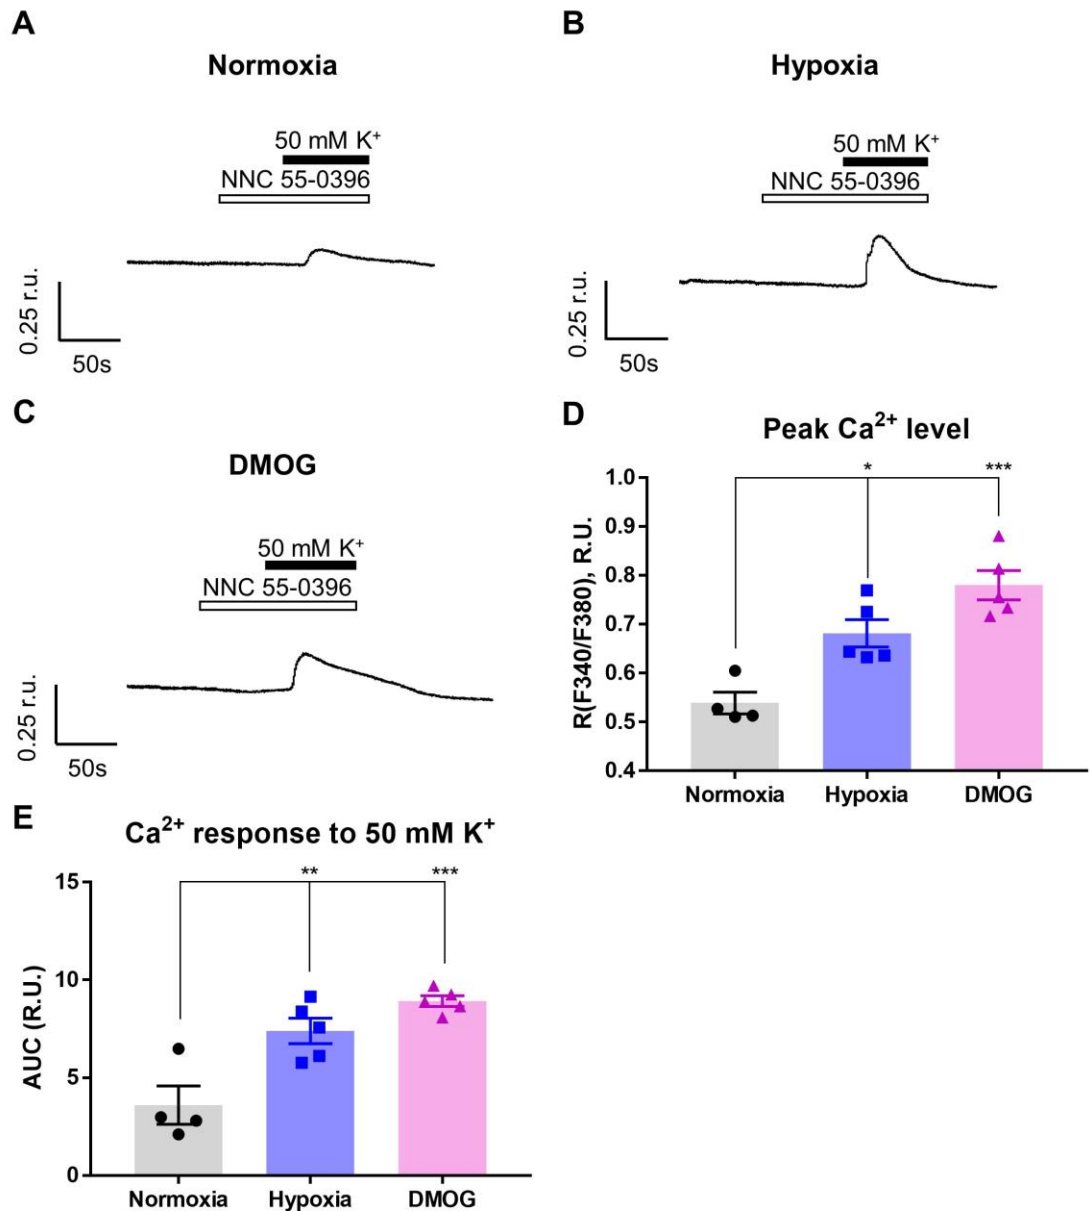 A
Normoxia
50 mM K⁺
NNC 55-0396
0.25 r.u.
50s
B
Hypoxia
50 mM K⁺
NNC 55-0396
0.25 r.u.
50s
C
DMOG
50 mM K⁺
NNC 55-0396
0.25 r.u.
50s
D
Peak Ca²⁺ level
* ***
R(F340/F380), R.U.
1.0
0.9
0.8
0.7
0.6
0.5
0.4
Normoxia Hypoxia DMOG
E
Ca²⁺ response to 50 mM K⁺
** ***
AUC (R.U.)
15
10
5
0
Normoxia Hypoxia DMOG